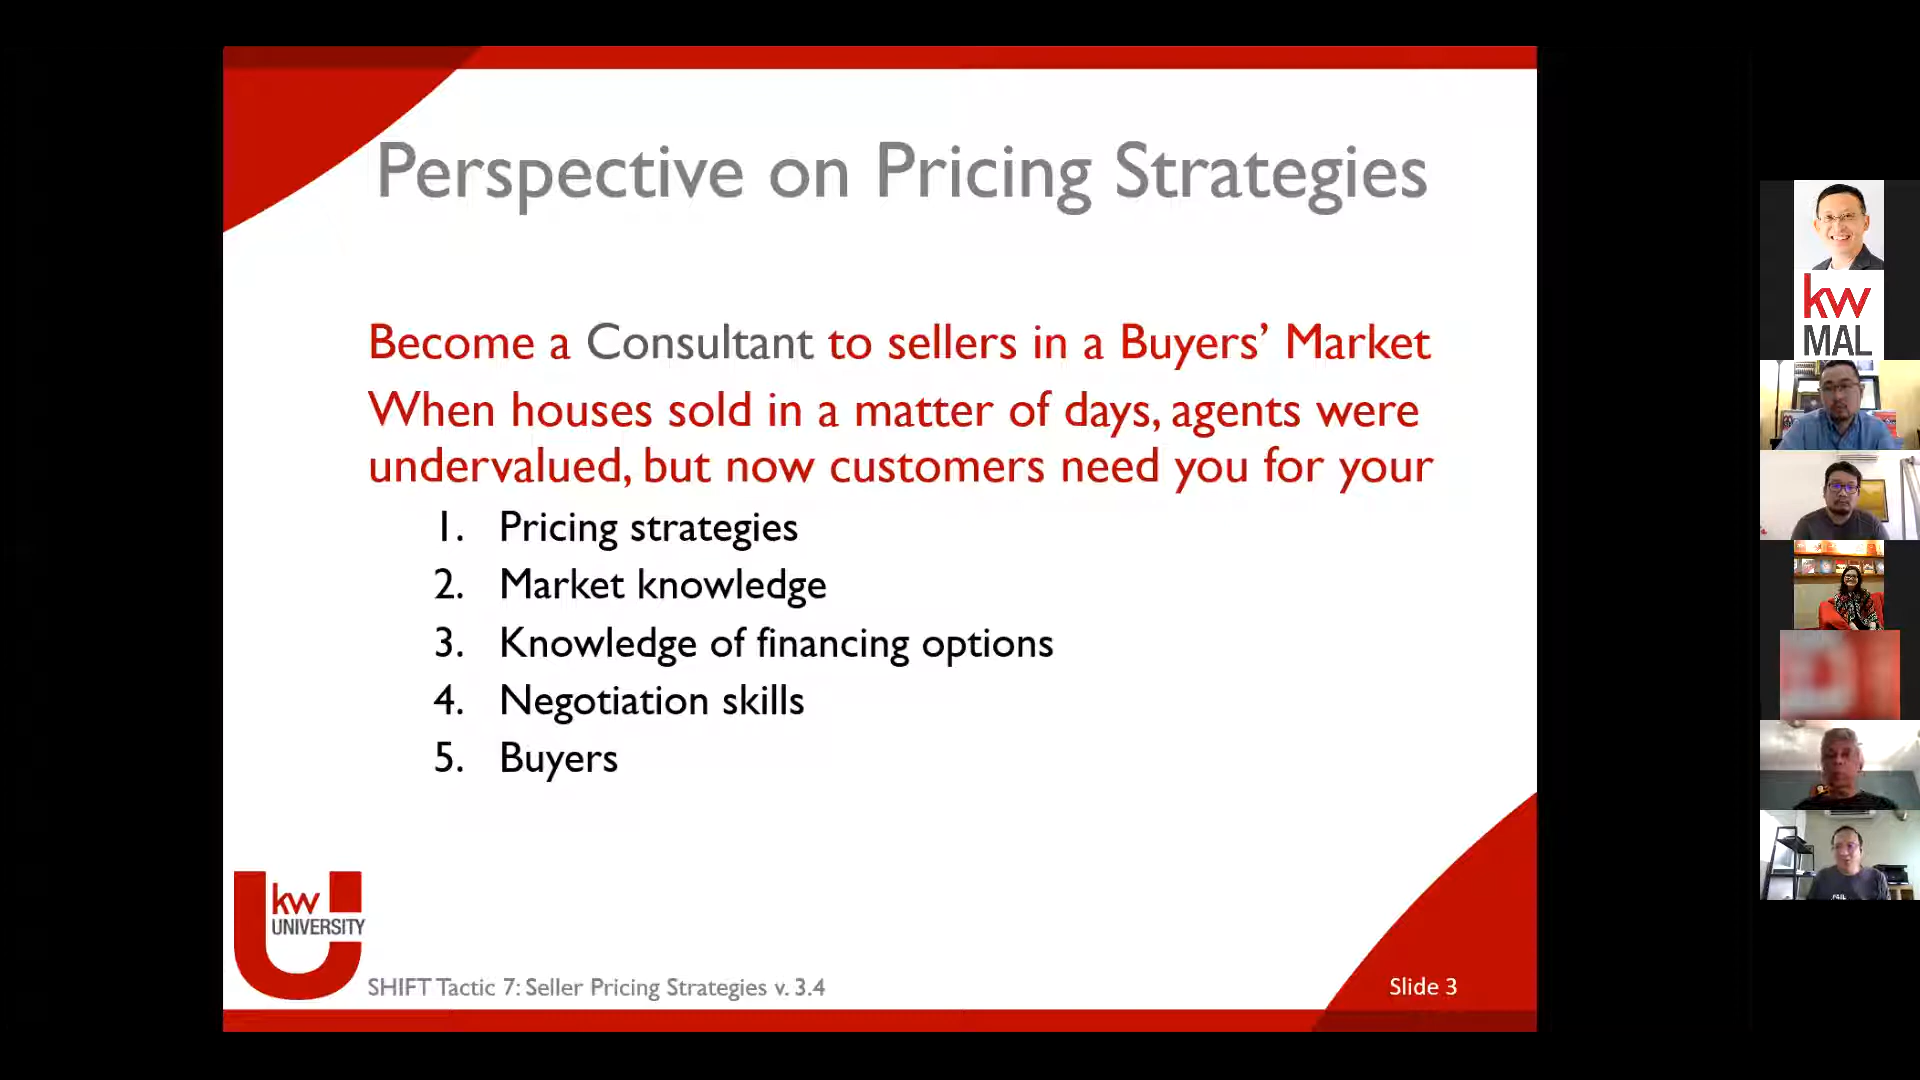 Perspective on Pricing Strategies
Become a Consultant to sellers in a Buyers’ Market
When houses sold in a matter of days, agents were
undervalued, but now customers need you for your
1. Pricing strategies
2. Market knowledge
3. Knowledge of financing options
4. Negotiation skills
5. Buyers
kw
UNIVERSITY
SHIFT Tactic 7: Seller Pricing Strategies v. 3.4
Slide 3
kw
MAL